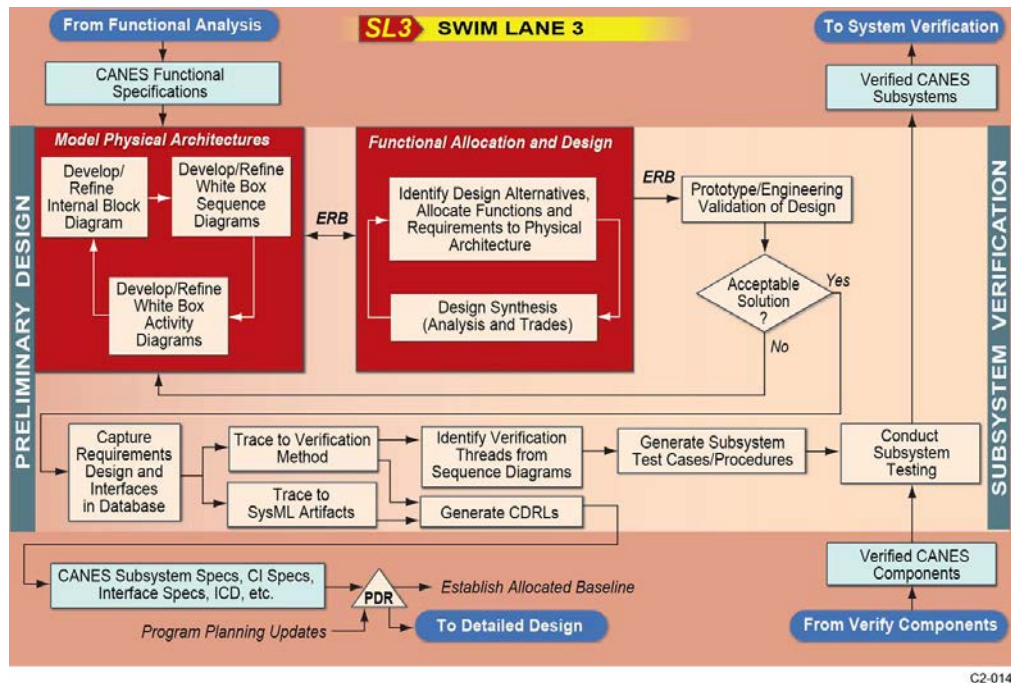 From Functional Analysis
SL3 SWIM LANE 3
To System Verification
CANES Functional
Specifications
Verified CANES
Subsystems
PRELIMINARY DESIGN
Model Physical Architectures
Develop/
Refine
Internal Block
Diagram
Develop/Refine
White Box
Sequence
Diagrams
Develop/Refine
White Box
Activity
Diagrams
ERB
Functional Allocation and Design
Identify Design Alternatives,
Allocate Functions and
Requirements to Physical
Architecture
Design Synthesis
(Analysis and Trades)
ERB
Prototype/Engineering
Validation of Design
Acceptable
Solution
?
Yes
No
SUBSYSTEM VERIFICATION
Capture
Requirements
Design and
Interfaces
in Database
Trace to Verification
Method
Trace to
SysML Artifacts
Identify Verification
Threads from
Sequence Diagrams
Generate CDRLs
Generate Subsystem
Test Cases/Procedures
Conduct
Subsystem
Testing
CANES Subsystem Specs, CI Specs,
Interface Specs, ICD, etc.
Program Planning Updates
PDR
Establish Allocated Baseline
To Detailed Design
Verified CANES
Components
From Verify Components
C2-014